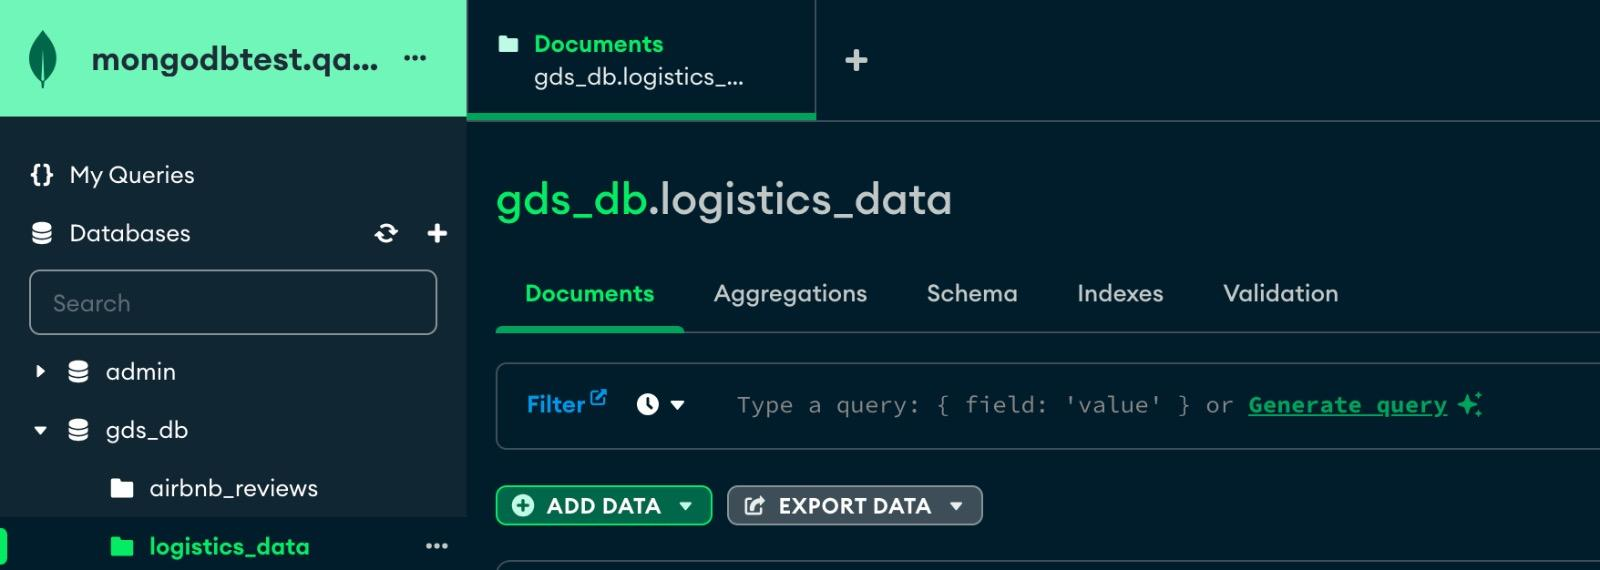 mongodbtest.qa...
My Queries
Databases
Search
admin
gds_db
airbnb_reviews
logistics_data
Documents
gds_db.logistics_...
gds_db.logistics_data
Documents Aggregations Schema Indexes Validation
Filter Type a query: { field: 'value' } or Generate query
ADD DATA EXPORT DATA